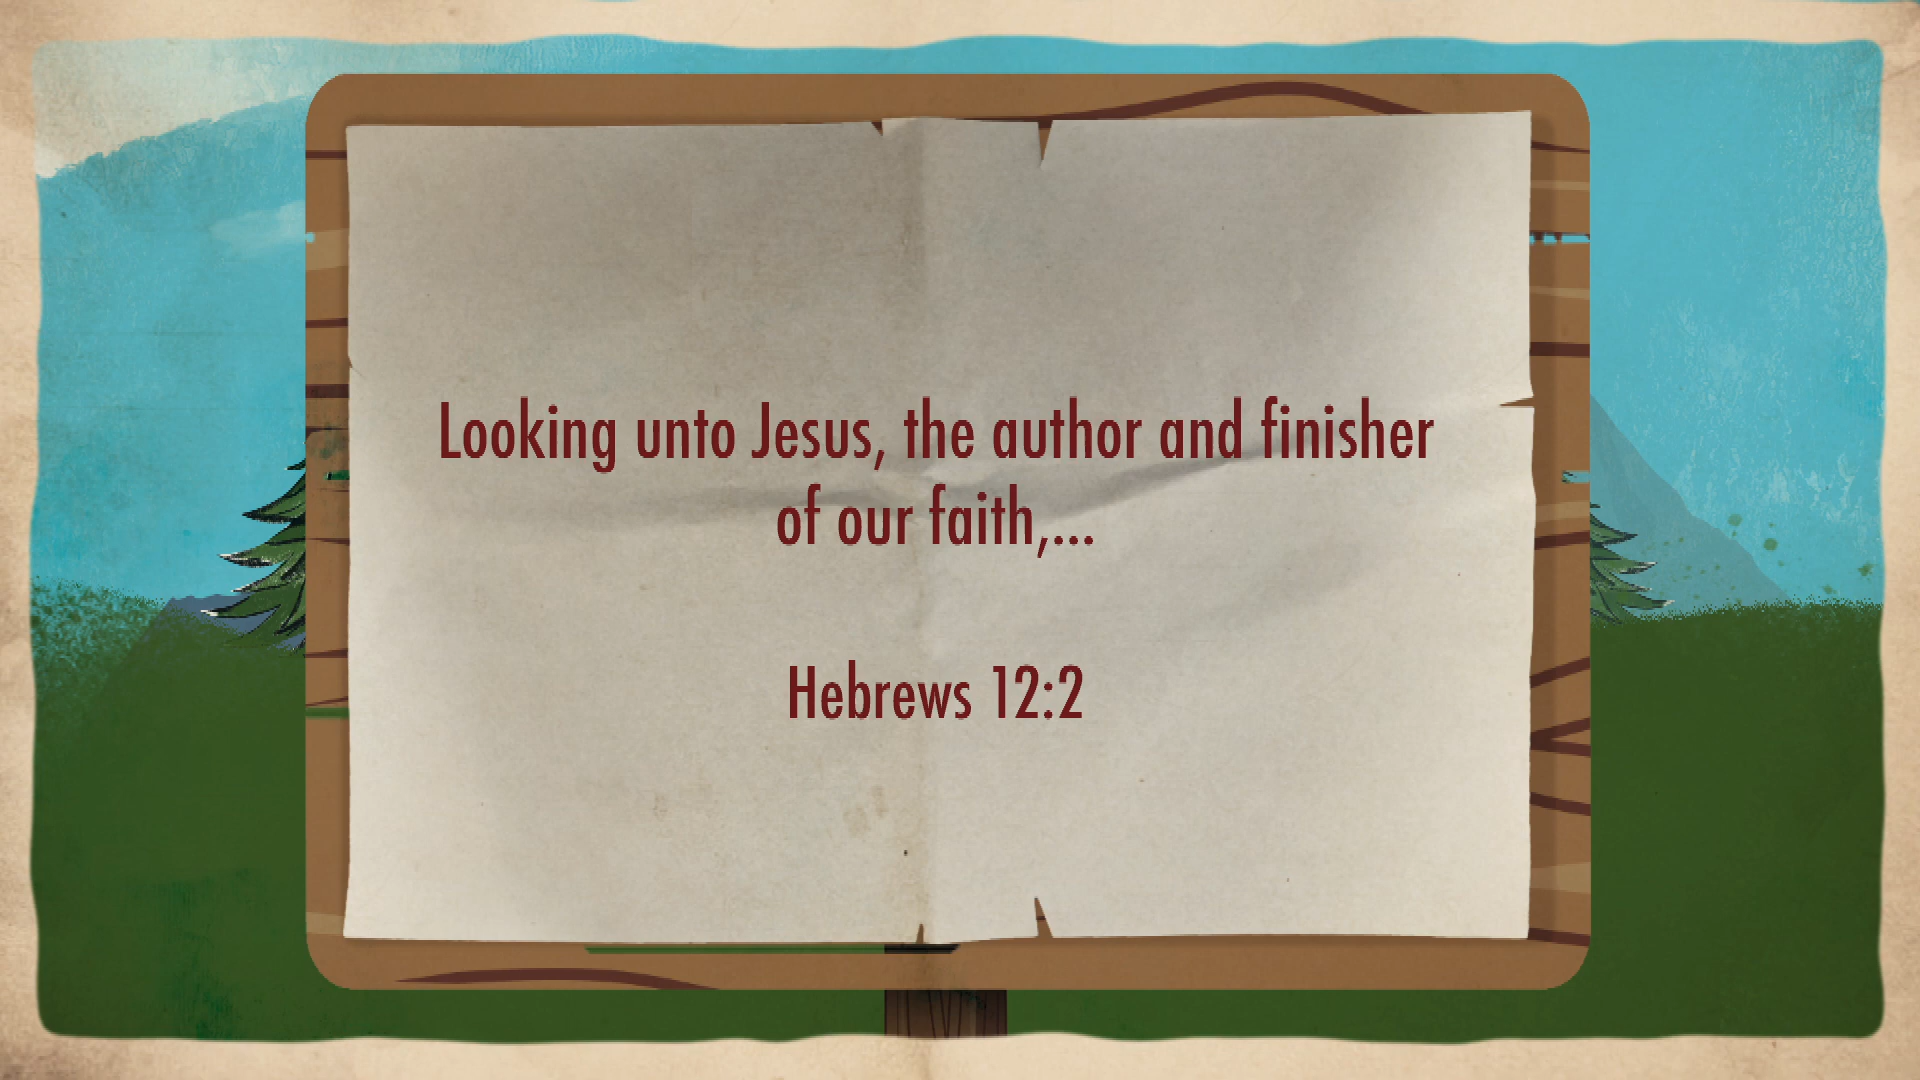 Looking unto Jesus, the author and finisher
of our faith,...
Hebrews 12:2